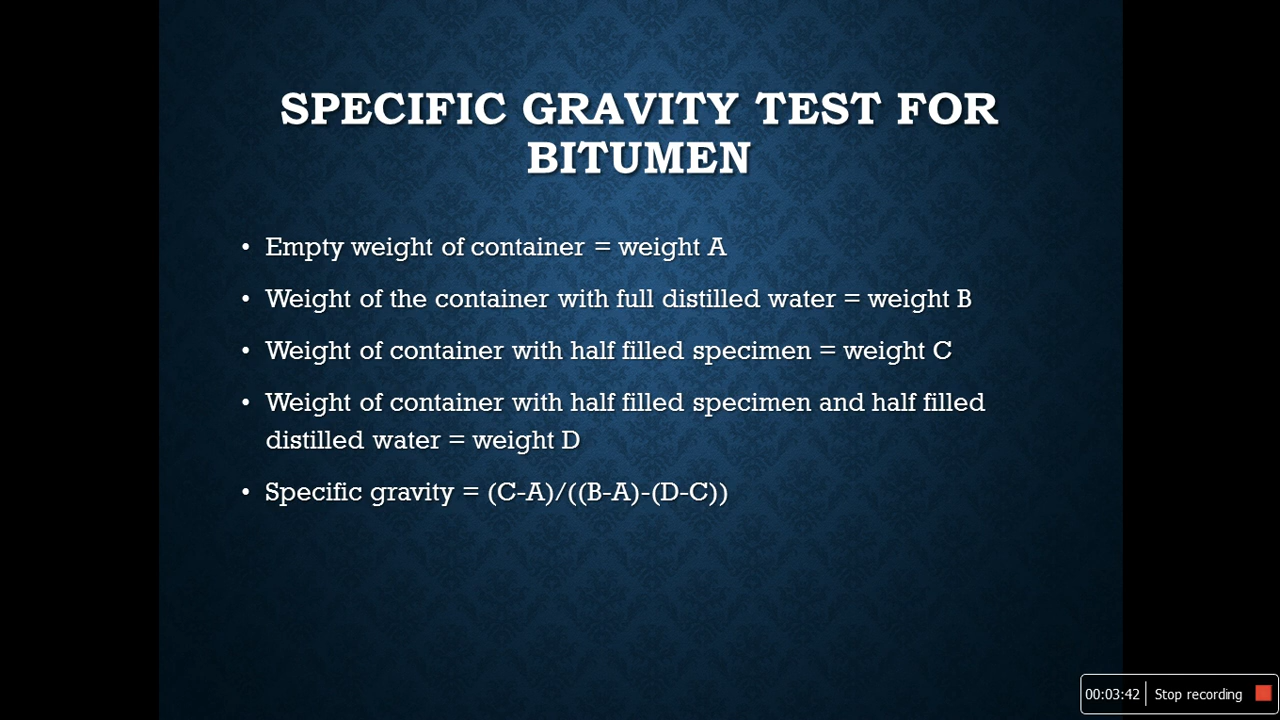 SPECIFIC GRAVITY TEST FOR
BITUMEN
• Empty weight of container = weight A
• Weight of the container with full distilled water = weight B
• Weight of container with half filled specimen = weight C
• Weight of container with half filled specimen and half filled
distilled water = weight D
• Specific gravity = (C-A)/((B-A)-(D-C))
00:03:42 Stop recording